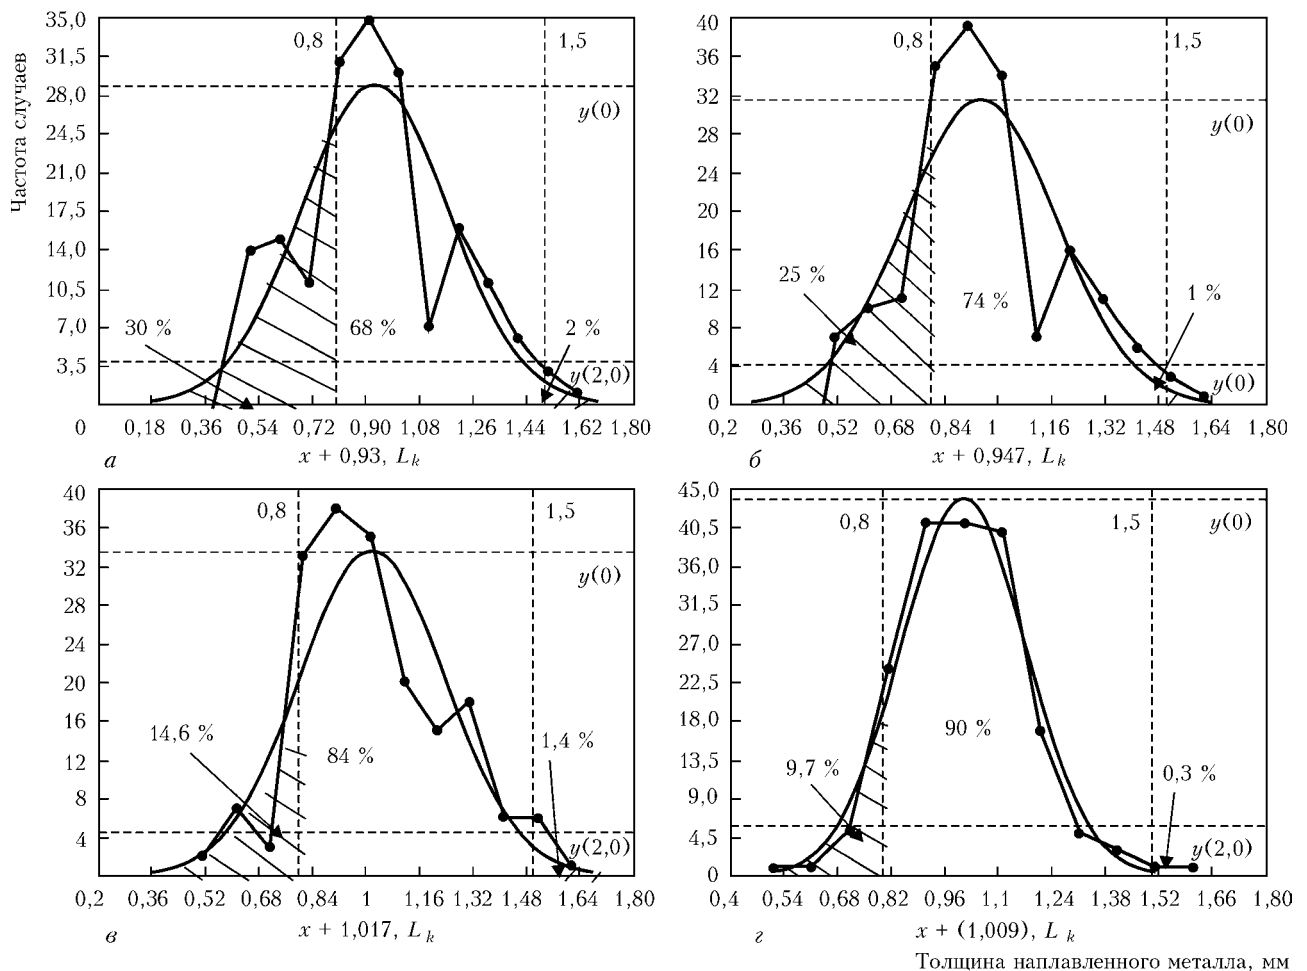 Частота случаев
35,0
31,5
28,0
24,5
21,0
17,5
14,0
10,5
7,0
3,5
0,8
1,5
y(0)
30 %
68 %
2 %
y(2,0)
0 0,18 0,36 0,54 0,72 0,90 1,08 1,26 1,44 1,62 1,80
а
x + 0,93, Lk
40
36
32
28
24
20
16
12
8
4
0
0,8
1,5
y(0)
25 %
74 %
1 %
y(0)
0,2 0,36 0,52 0,68 0,84 1 1,16 1,32 1,48 1,64 1,80
б
x + 0,947, Lk
40
36
32
28
24
20
16
12
8
4
0,8
1,5
y(0)
14,6 %
84 %
1,4 %
y(2,0)
0,2 0,36 0,52 0,68 0,84 1 1,16 1,48 1,64 1,80
в
x + 1,017, Lk
45,0
40,5
36,0
31,5
27,0
22,5
18,0
13,5
9,0
4,5
0
0,8
1,5
y(0)
9,7 %
90 %
0,3 %
y(2,0)
0,4 0,54 0,68 0,82 0,96 1,1 1,24 1,38 1,52 1,66 1,80
г
x + (1,009), Lk
Толщина наплавленного металла, мм